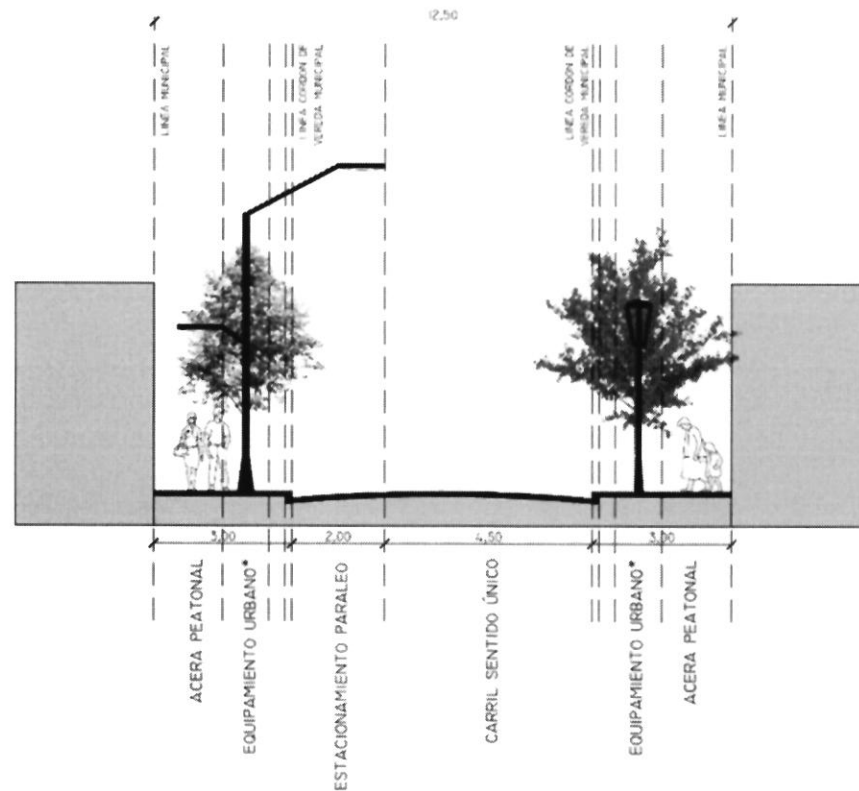 12,50
LINEA MUNICIPAL
LINEA CORDON DE
VEREDA MUNICIPAL
LINEA CORDON DE
VEREDA MUNICIPAL
LINEA MUNICIPAL
3,00
2,00
4,50
3,00
ACERA PEATONAL
EQUIPAMIENTO URBANO*
ESTACIONAMIENTO PARALEO
CARRIL SENTIDO ÚNICO
EQUIPAMIENTO URBANO*
ACERA PEATONAL